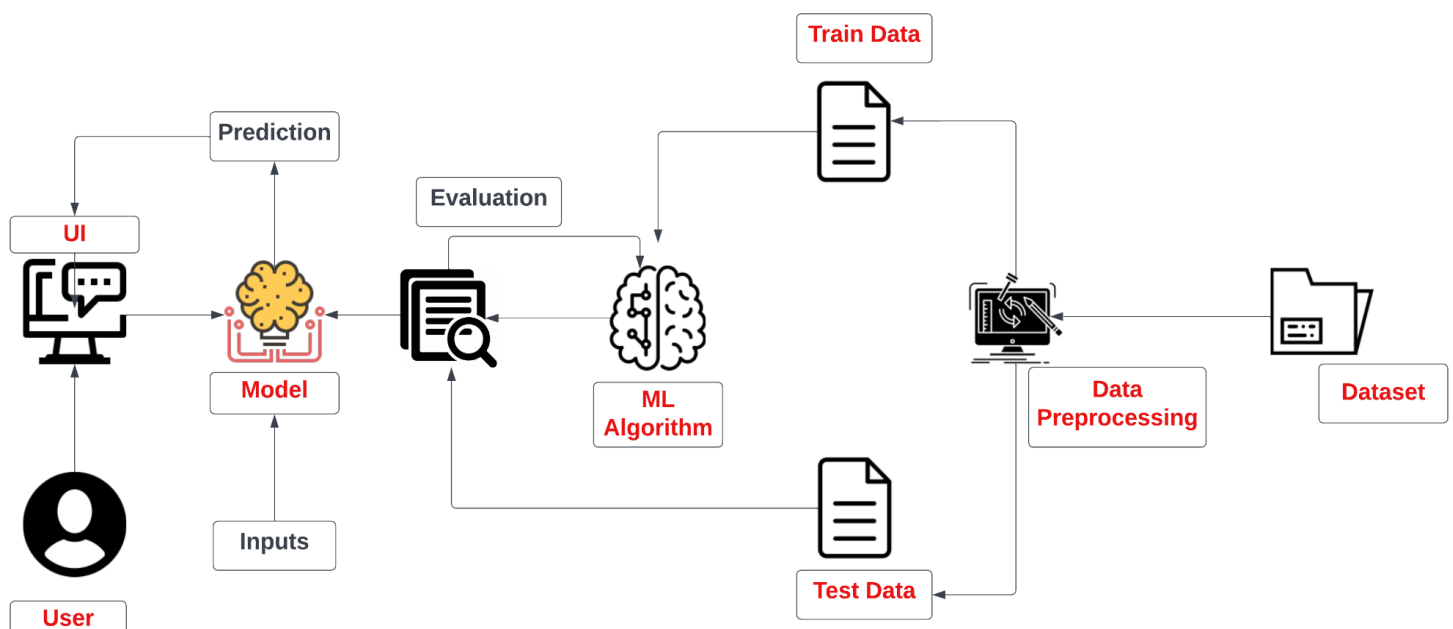 Train Data
Prediction
Evaluation
UI
Model
ML
Algorithm
Data
Preprocessing
Dataset
Inputs
Test Data
User